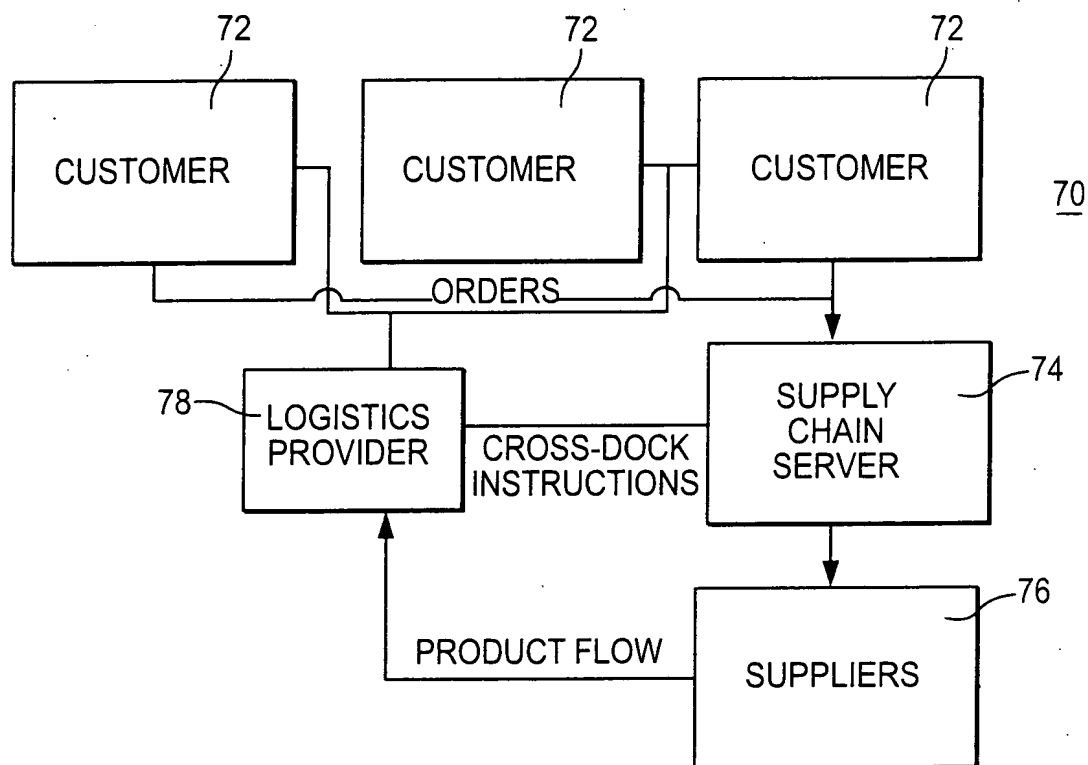 72
72
72
CUSTOMER
CUSTOMER
CUSTOMER
70
ORDERS
78
LOGISTICS
PROVIDER
CROSS-DOCK
INSTRUCTIONS
SUPPLY
CHAIN
SERVER
74
PRODUCT FLOW
SUPPLIERS
76